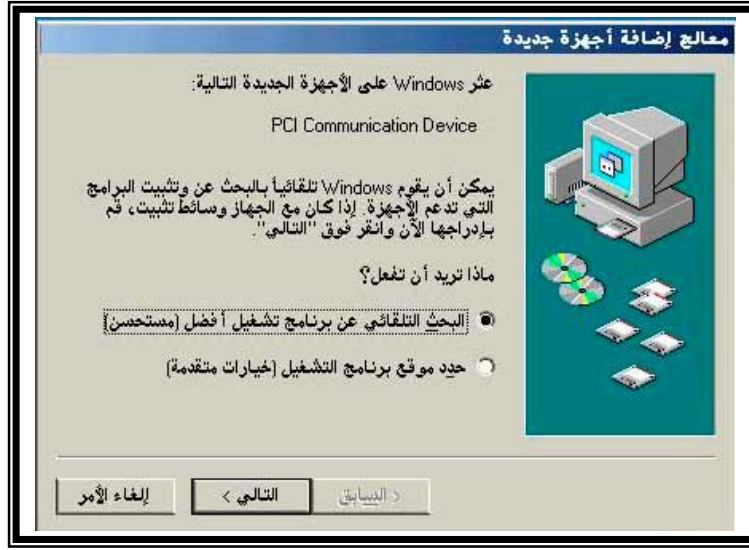 معالج إضافة أجهزة جديدة
عثر Windows على الأجهزة الجديدة التالية:
PCI Communication Device
يمكن أن يقوم Windows تلقائياً بالبحث عن وتثبيت البرامج
التي تدعم الأجهزة. إذا كان مع الجهاز وسائط تثبيت، قم
بإدراجها الآن وانقر فوق "التالي".
ماذا تريد أن تفعل؟
البحث التلقائي عن برنامج تشغيل أفضل (مستحسن)
حدد موقع برنامج التشغيل (خيارات متقدمة)
< السابق
التالي >
إلغاء الأمر